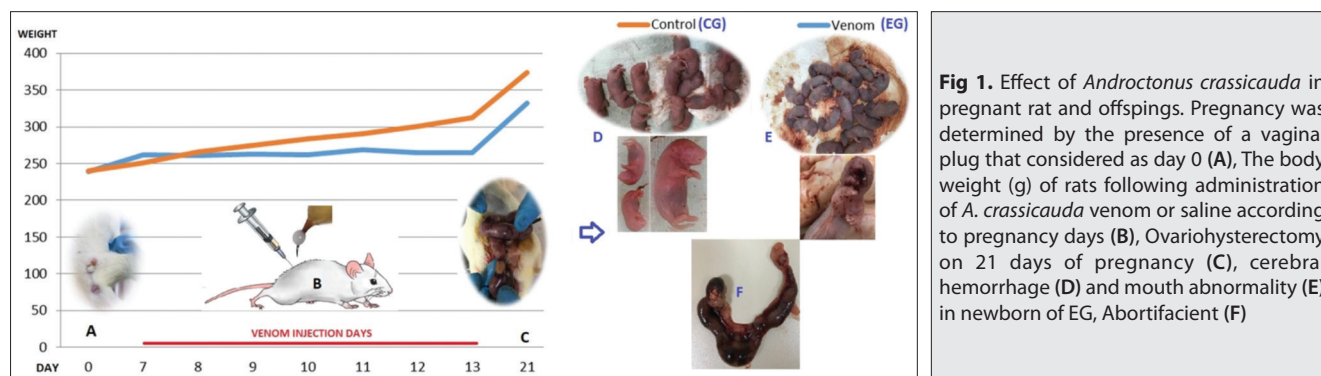 WEIGHT
400
350
300
250
200
150
100
50
0
Control (CG)
Venom (EG)
D
E
F
A
B
C
VENOM INJECTION DAYS
DAY 0 7 8 9 10 11 12 13 21
Fig 1. Effect of Androctonus crassicauda in
pregnant rat and offspings. Pregnancy was
determined by the presence of a vagina
plug that considered as day 0 (A), The body
weight (g) of rats following administration
of A. crassicauda venom or saline according
to pregnancy days (B), Ovariohysterectomy
on 21 days of pregnancy (C), cerebra
hemorrhage (D) and mouth abnormality (E)
in newborn of EG, Abortifacient (F)